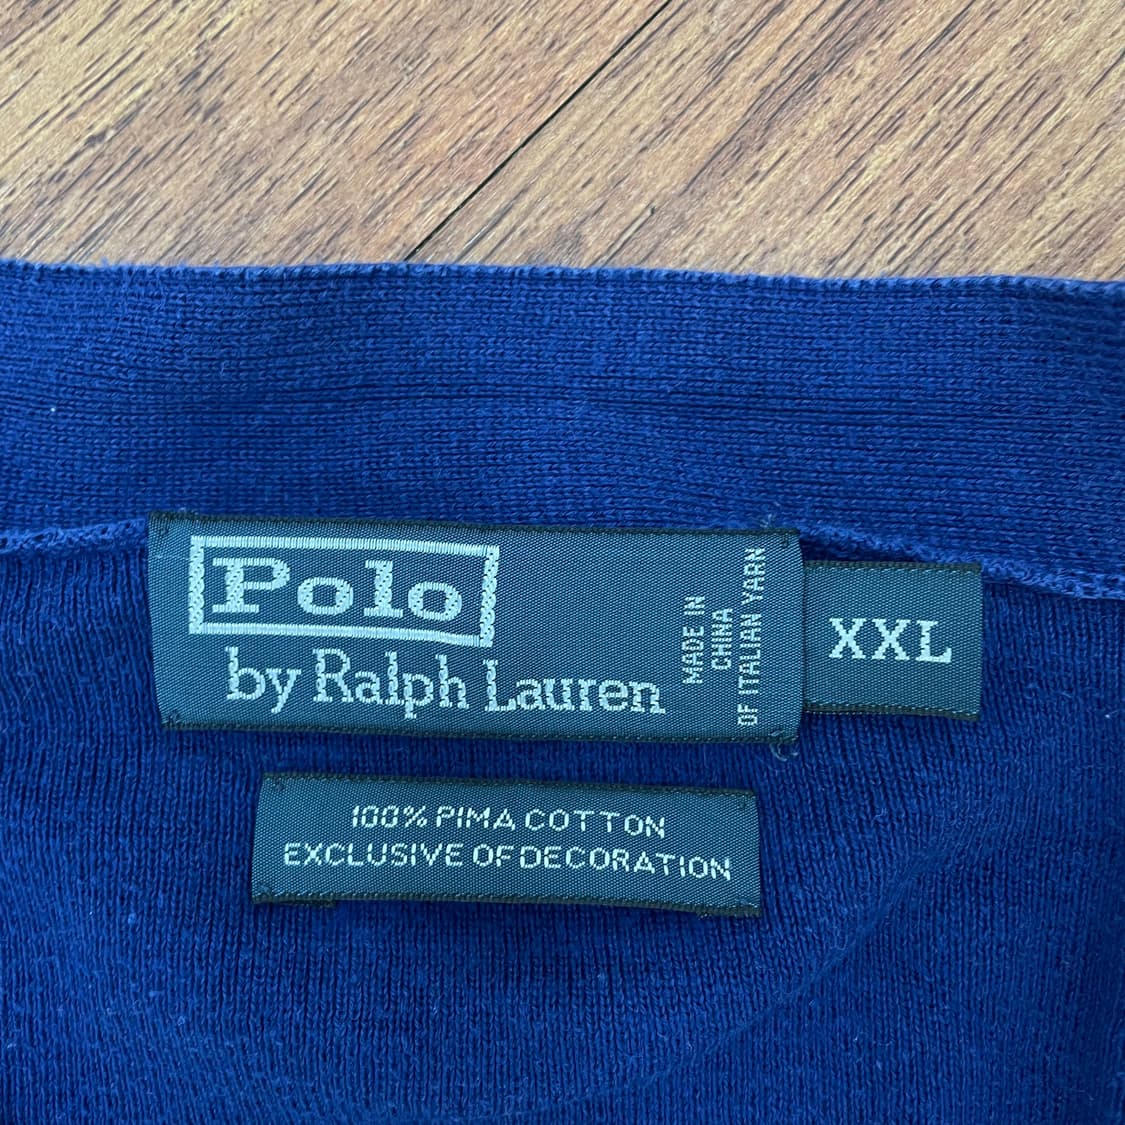 Polo
by Ralph Lauren
MADE IN
CHINA
OF ITALIAN YARN
XXL
100% PIMA COTTON
EXCLUSIVE OF DECORATION